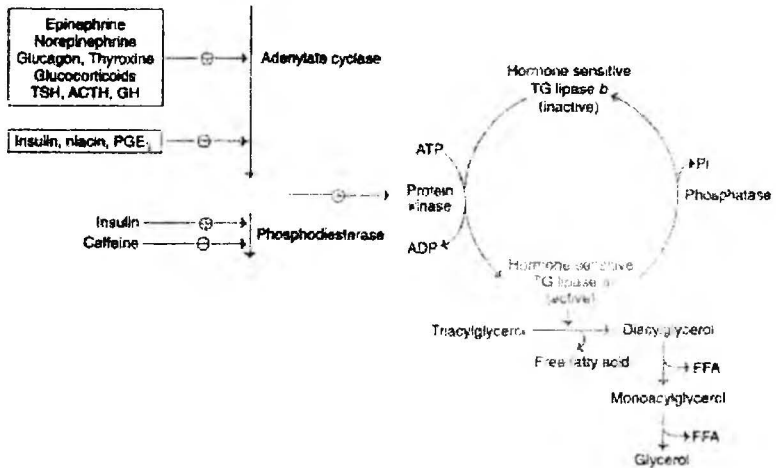 Epinephrine
Norepinephrine
Glucagon, Thyroxine
Glucocorticoids
TSH, ACTH, GH
Adenylate cyclase
Insulin, niacin, PGE₁
Insulin
Caffeine
Phosphodiesterase
Hormone sensitive
TG lipase b
(inactive)
ATP
Protein
kinase
ADP
Pi
Phosphatase
Hormone sensitive
TG lipase a
(active)
Triacylglycerol
Diacylglycerol
Free fatty acid
FFA
Monoacylglycerol
FFA
Glycerol